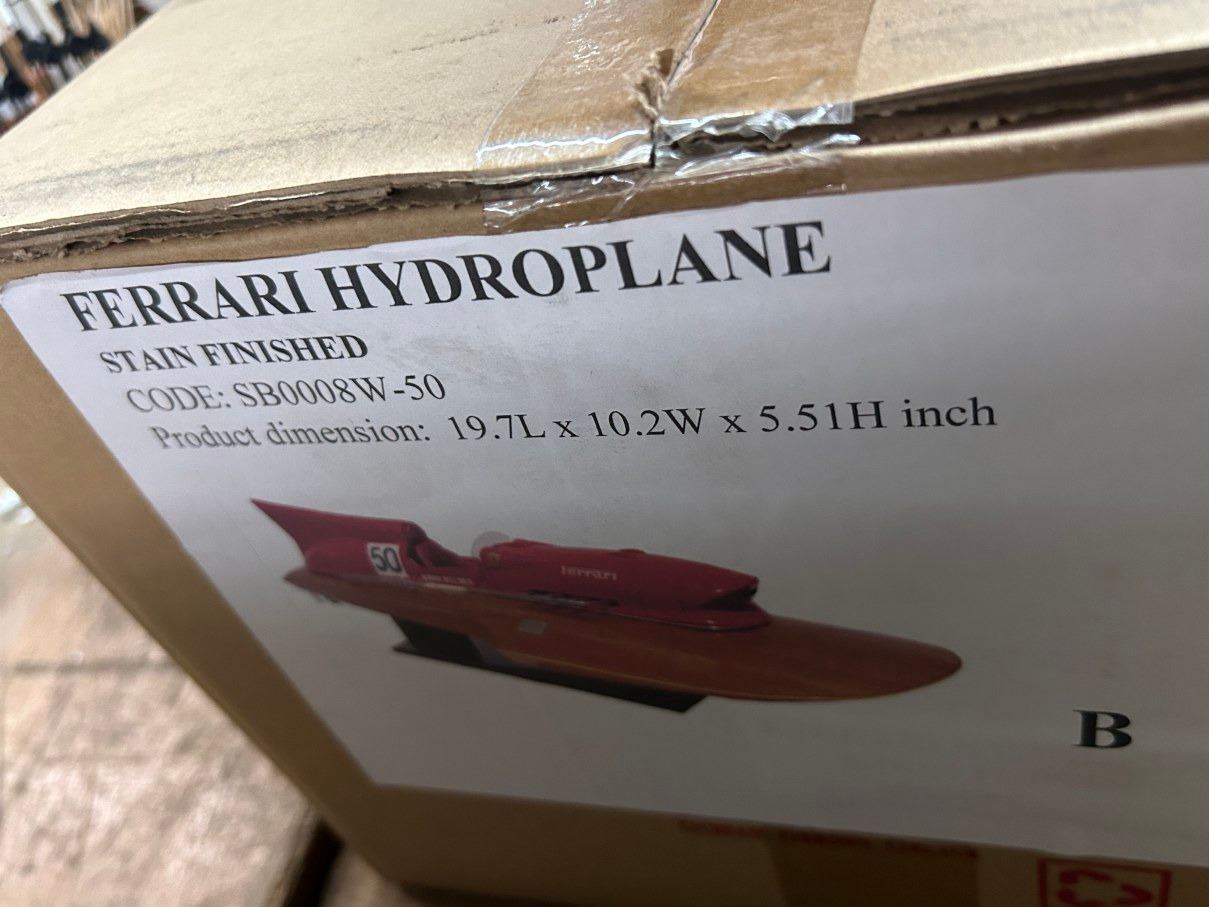 FERRARI HYDROPLANE
STAIN FINISHED
CODE: SB0008W-50
Product dimension: 19.7L x 10.2W x 5.51H inch
50
Ferrari
B